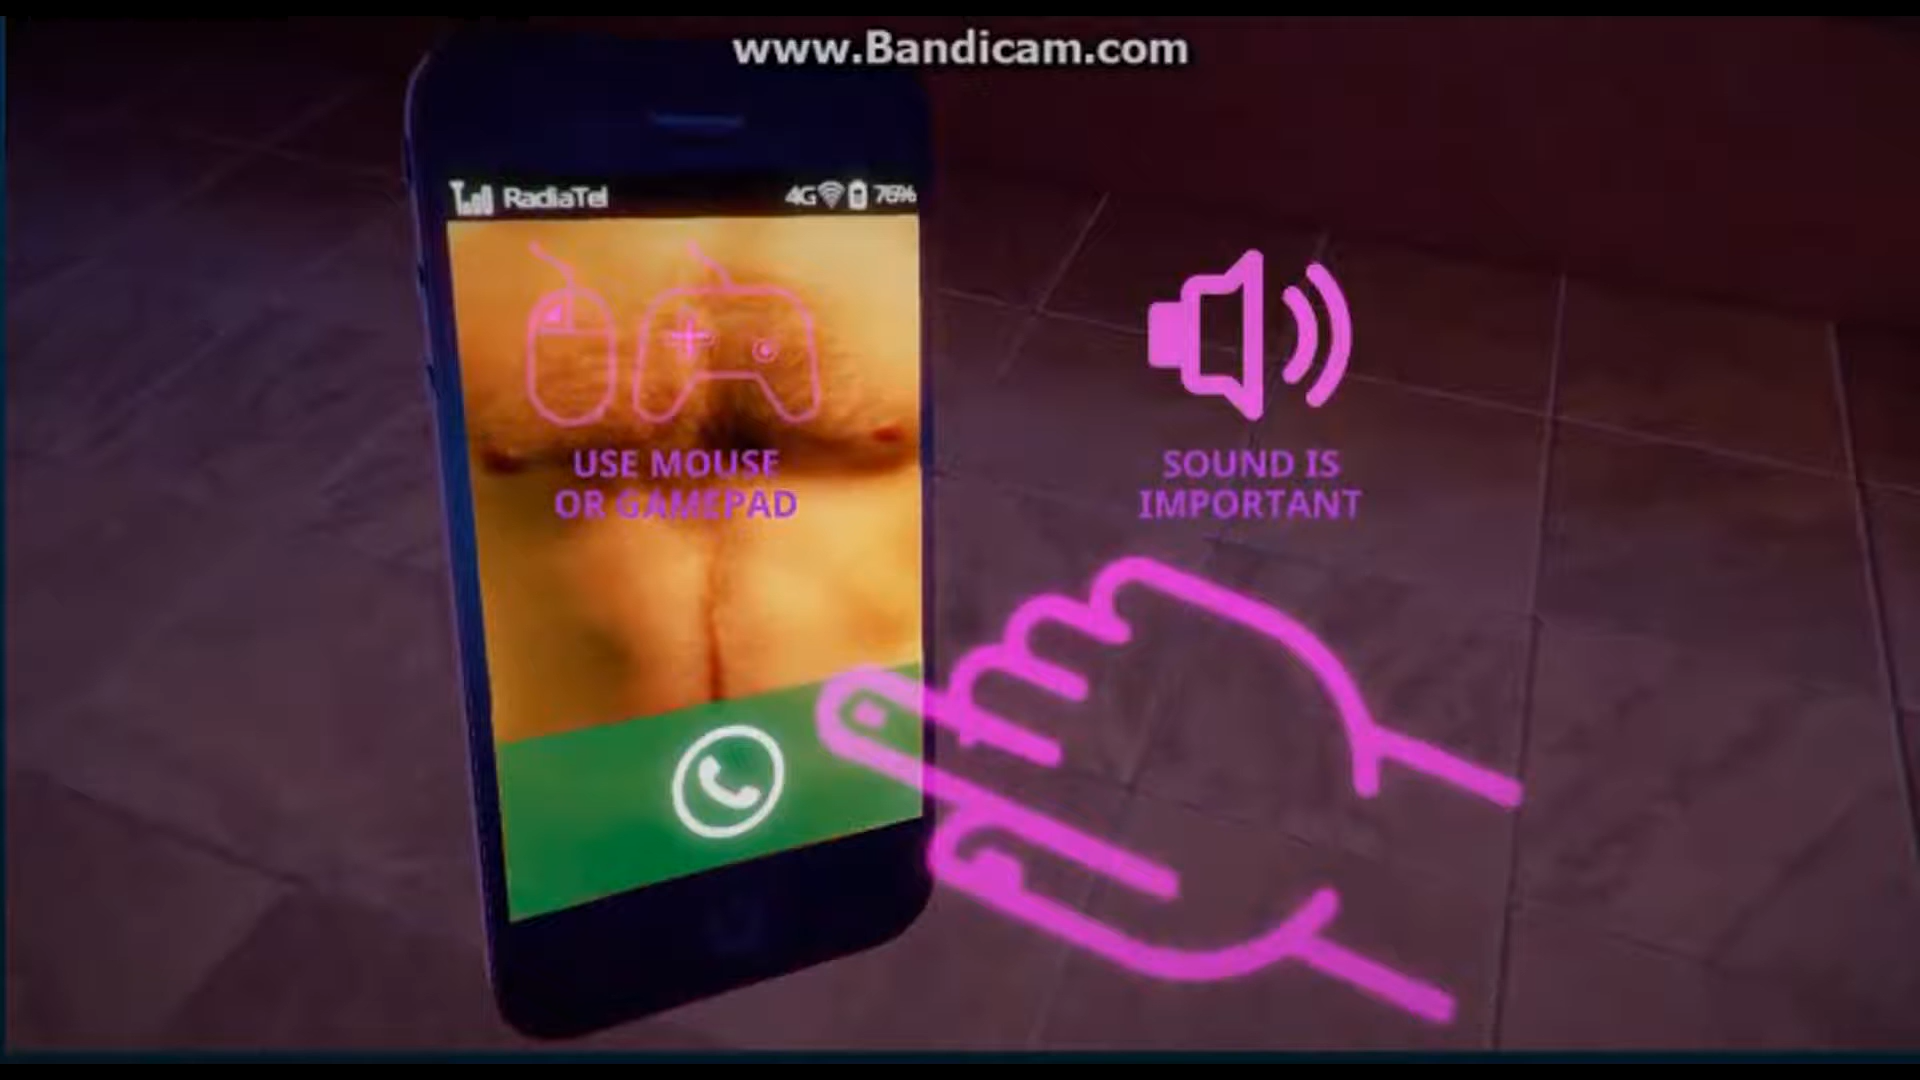 www.Bandicam.com
RadiaTel 4G 76%
USE MOUSE
OR GAMEPAD
SOUND IS
IMPORTANT